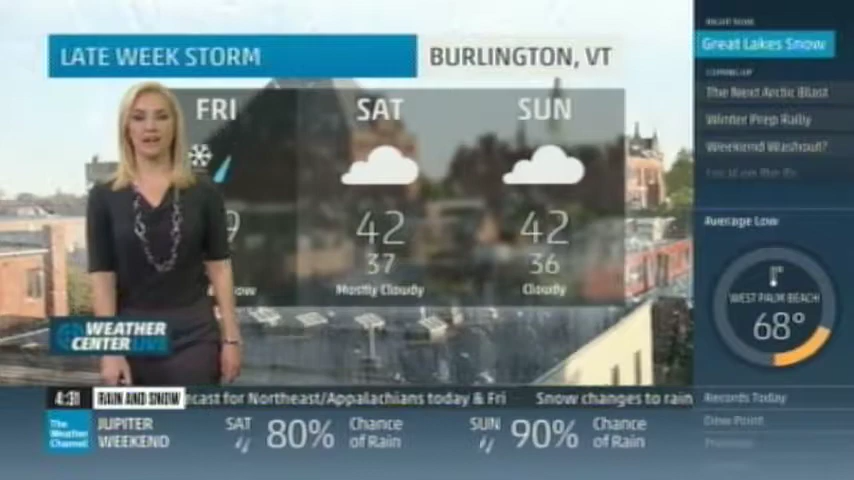 LATE WEEK STORM
BURLINGTON, VT
FRI
SAT
SUN
9
42
42
37
36
Mostly Cloudy
Cloudy
WEATHER
CENTER LIVE
4:31
RAIN AND SNOW
cast for Northeast/Appalachians today & Fri
Snow changes to rain
The
Weather
Channel
JUPITER
WEEKEND
SAT
80%
Chance
of Rain
SUN
90%
Chance
of Rain
RIGHT NOW
Great Lakes Snow
COMING UP
The Next Arctic Blast
Winter Prep Rally
Weekend Washout?
Average Low
WEST PALM BEACH
68°
Records Today
Dew Point